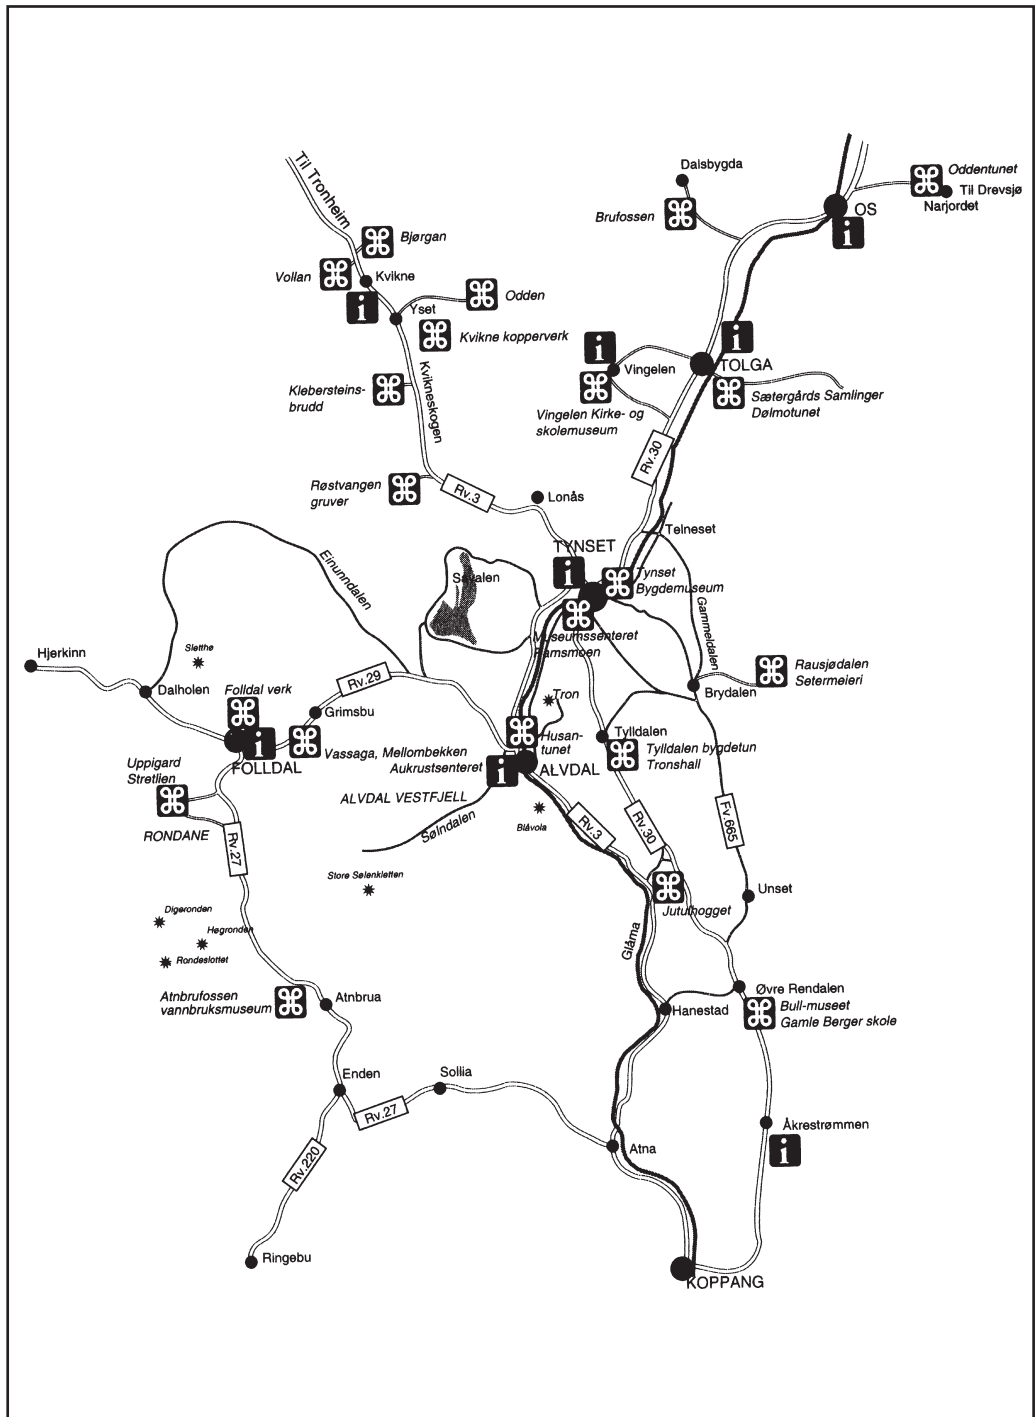 Til Tronheim
Dalsbygda
Oddentunet
Til Drevsjø
Narjordet
OS
i
Brufossen
Bjørgan
Vollan
Kvikne
i
Yset
Odden
Kvikne kopperverk
Kvikneskogen
Klebersteins-
brudd
i
i
Vingelen
TOLGA
Vingelen Kirke- og
skolemuseum
Sætergårds Samlinger
Dølmotunet
Rv.30
Røstvangen
gruver
Rv.3
Lonås
Telneset
TYNSET
i
Tynset
Bygdemuseum
Einunndalen
Savalen
Gammeldalen
Museumssenteret
Ramsmoen
Hjerkinn
Sletthø
Dalholen
Rv.29
Folldal verk
Grimsbu
Tron
Brydalen
Rausjødalen
Setermeieri
i
FOLLDAL
Vassaga, Mellombekken
Aukrustsenteret
Husan-
tunet
i
ALVDAL
Tylldalen
Tylldalen bygdetun
Tronshall
Uppigard
Stretlien
ALVDAL VESTFJELL
RONDANE
Rv.27
Sølndalen
Blåvola
Rv.3
Rv.30
Fv.665
Store Sølenkletten
Unset
Jutulhogget
Digeronden
Høgronden
Rondeslottet
Glåma
Atnbrufossen
vannbruksmuseum
Atnbrua
Hanestad
Øvre Rendalen
Bull-museet
Gamle Berger skole
Enden
Sollia
Rv.27
Åkrestrømmen
i
Atna
Rv.220
Ringebu
KOPPANG